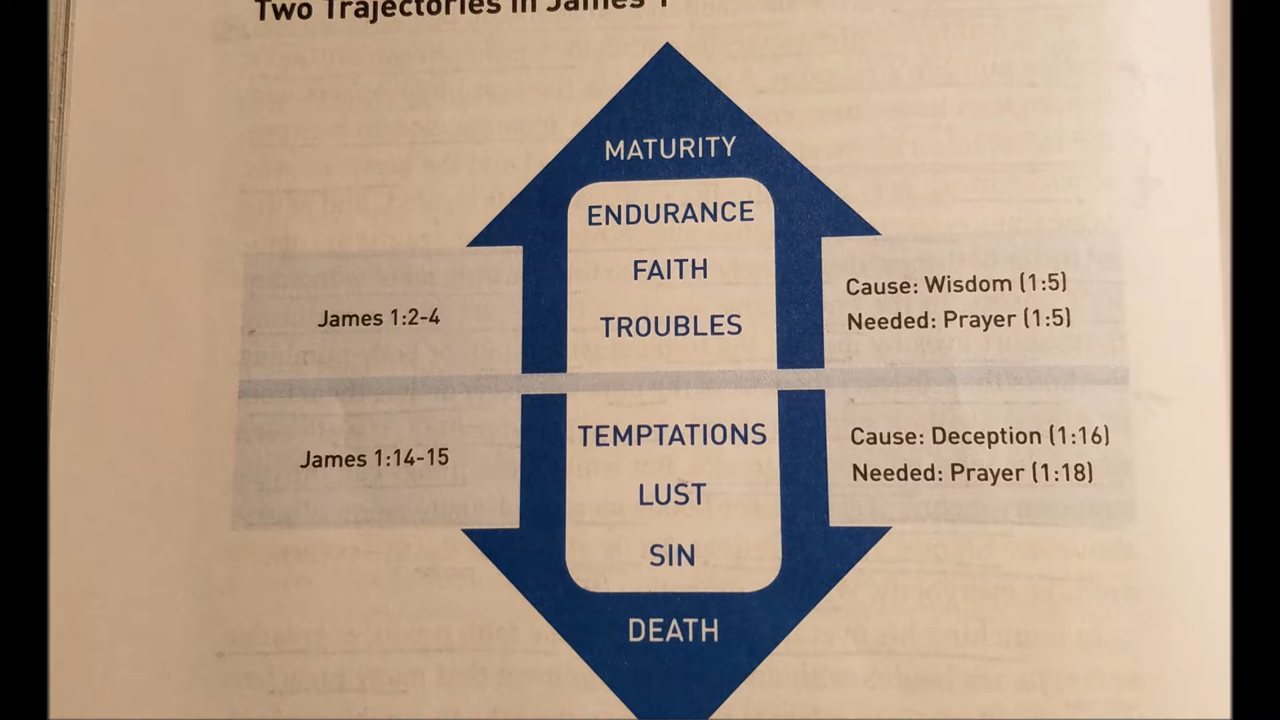 Two Trajectories in James 1
MATURITY
ENDURANCE
FAITH
TROUBLES
James 1:2-4
Cause: Wisdom (1:5)
Needed: Prayer (1:5)
TEMPTATIONS
LUST
SIN
DEATH
James 1:14-15
Cause: Deception (1:16)
Needed: Prayer (1:18)